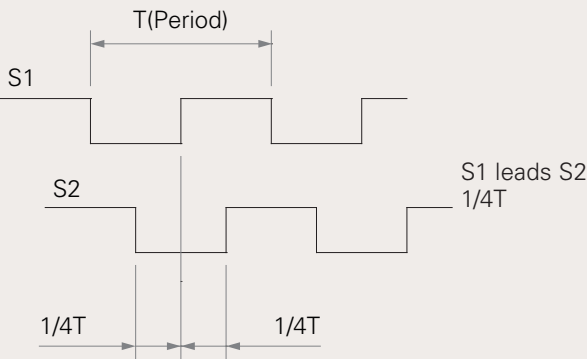 T(Period)
S1
S2
S1 leads S2
1/4T
1/4T
1/4T